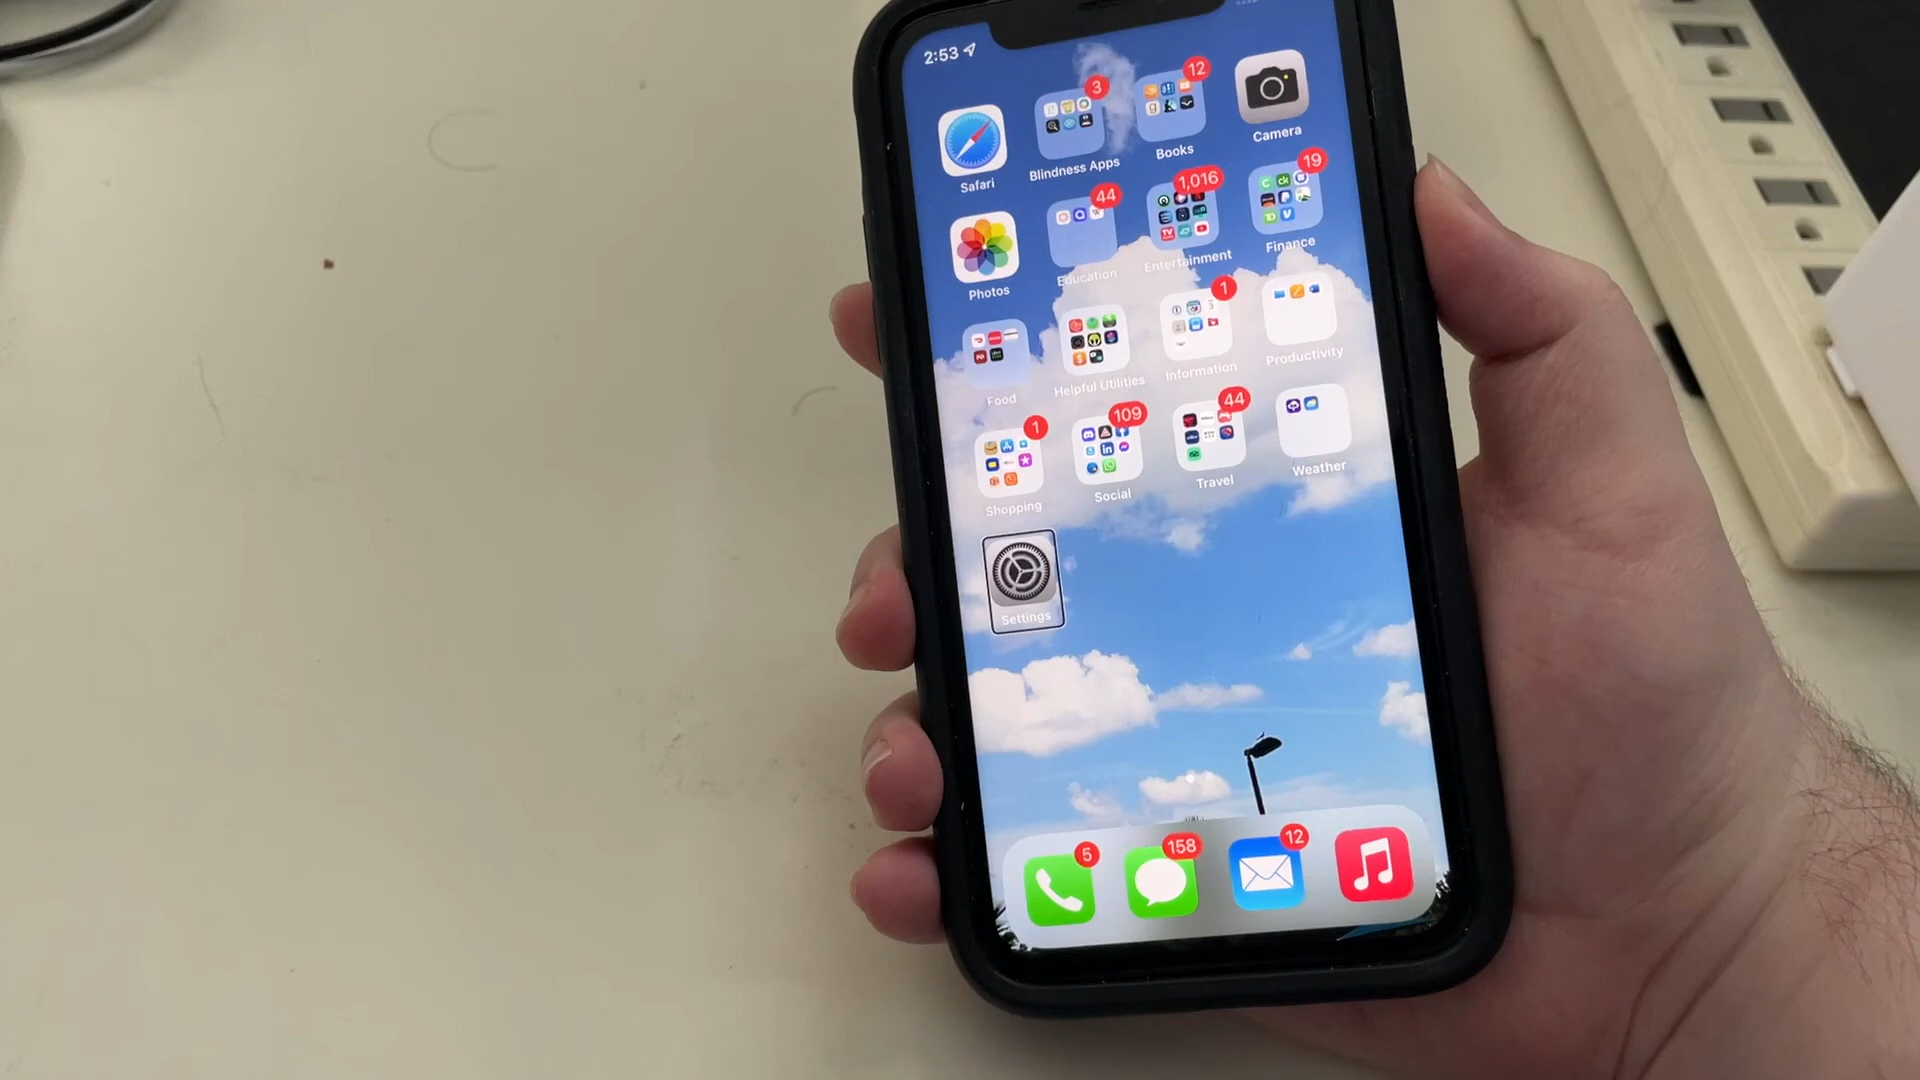 2:53
3
12
Safari
Blindness Apps
Books
Camera
44
1,016
19
Photos
Education
Entertainment
Finance
1
Food
Helpful Utilities
Information
Productivity
1
109
44
Shopping
Social
Travel
Weather
Settings
5
158
12